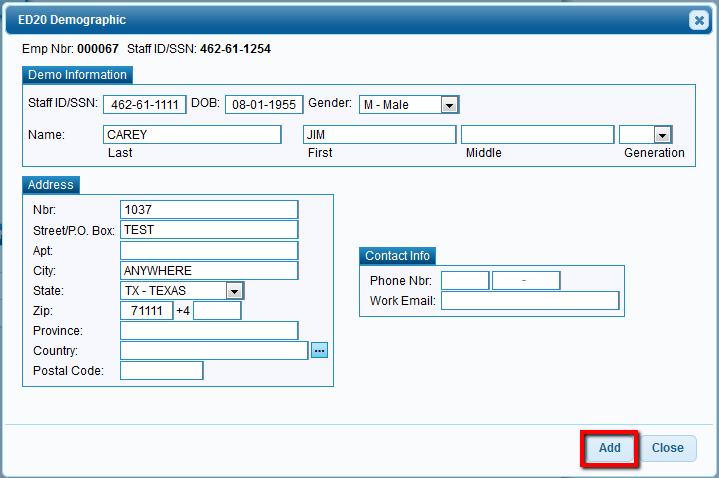 ED20 Demographic
Emp Nbr: 000067 Staff ID/SSN: 462-61-1254
Demo Information
Staff ID/SSN: 462-61-1111 DOB: 08-01-1955 Gender: M - Male
Name: CAREY JIM
Last First Middle Generation
Address
Nbr: 1037
Street/P.O. Box: TEST
Apt:
City: ANYWHERE
State: TX - TEXAS
Zip: 71111 +4
Province:
Country: ...
Postal Code:
Contact Info
Phone Nbr: -
Work Email:
Add Close